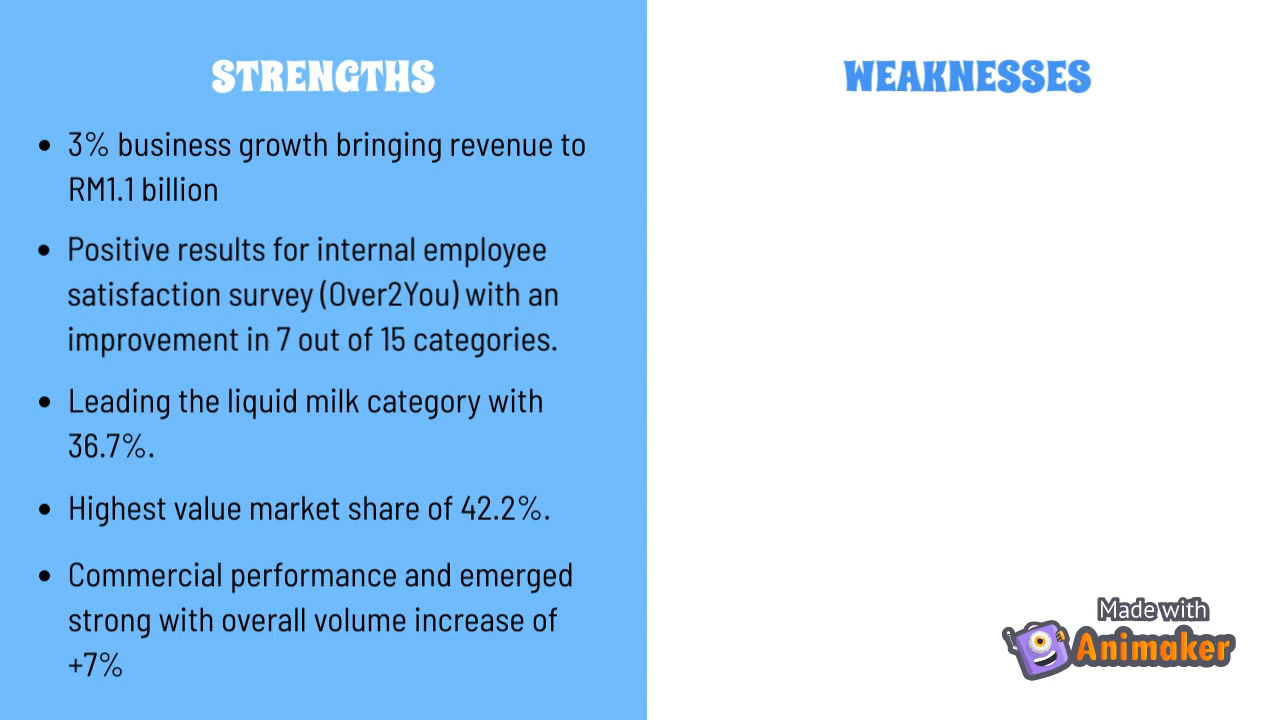 STRENGTHS
• 3% business growth bringing revenue to
RM1.1 billion
• Positive results for internal employee
satisfaction survey (Over2You) with an
improvement in 7 out of 15 categories.
• Leading the liquid milk category with
36.7%.
• Highest value market share of 42.2%.
• Commercial performance and emerged
strong with overall volume increase of
+7%
WEAKNESSES
Made with
Animaker